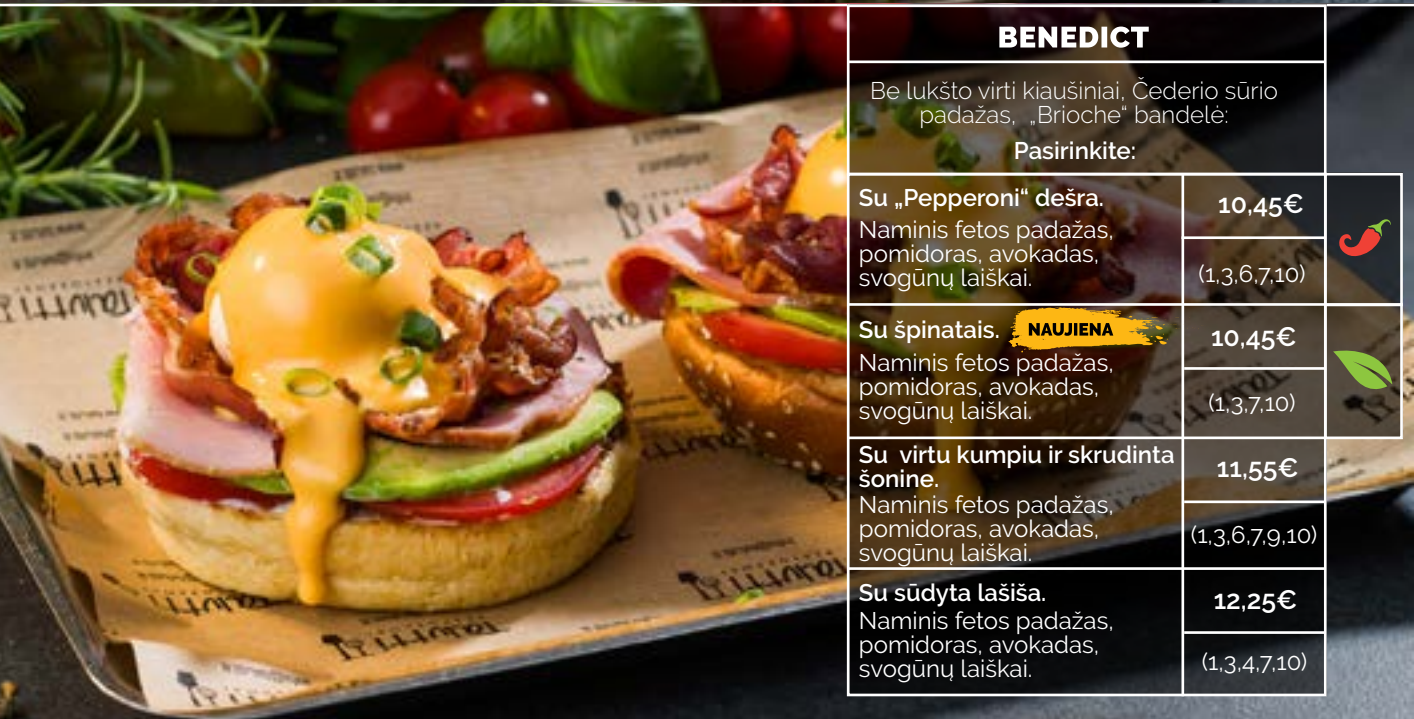 BENEDICT
Be lukšto virti kiaušiniai, Čederio sūrio
padažas, „Brioche“ bandelė:
Pasirinkite:
Su „Pepperoni“ dešra.
Naminis fetos padažas,
pomidoras, avokadas,
svogūnų laiškai.
10,45€
(1,3,6,7,10)
Su špinatais. NAUJIENA
Naminis fetos padažas,
pomidoras, avokadas,
svogūnų laiškai.
10,45€
(1,3,7,10)
Su virtu kumpiu ir skrudinta
šonine.
Naminis fetos padažas,
pomidoras, avokadas,
svogūnų laiškai.
11,55€
(1,3,6,7,9,10)
Su sūdyta lašiša.
Naminis fetos padažas,
pomidoras, avokadas,
svogūnų laiškai.
12,25€
(1,3,4,7,10)